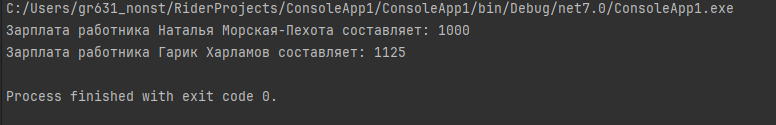 C:/Users/gr631_nonst/RiderProjects/ConsoleApp1/ConsoleApp1/bin/Debug/net7.0/ConsoleApp1.exe
Зарплата работника Наталья Морская-Пехота составляет: 1000
Зарплата работника Гарик Харламов составляет: 1125
Process finished with exit code 0.